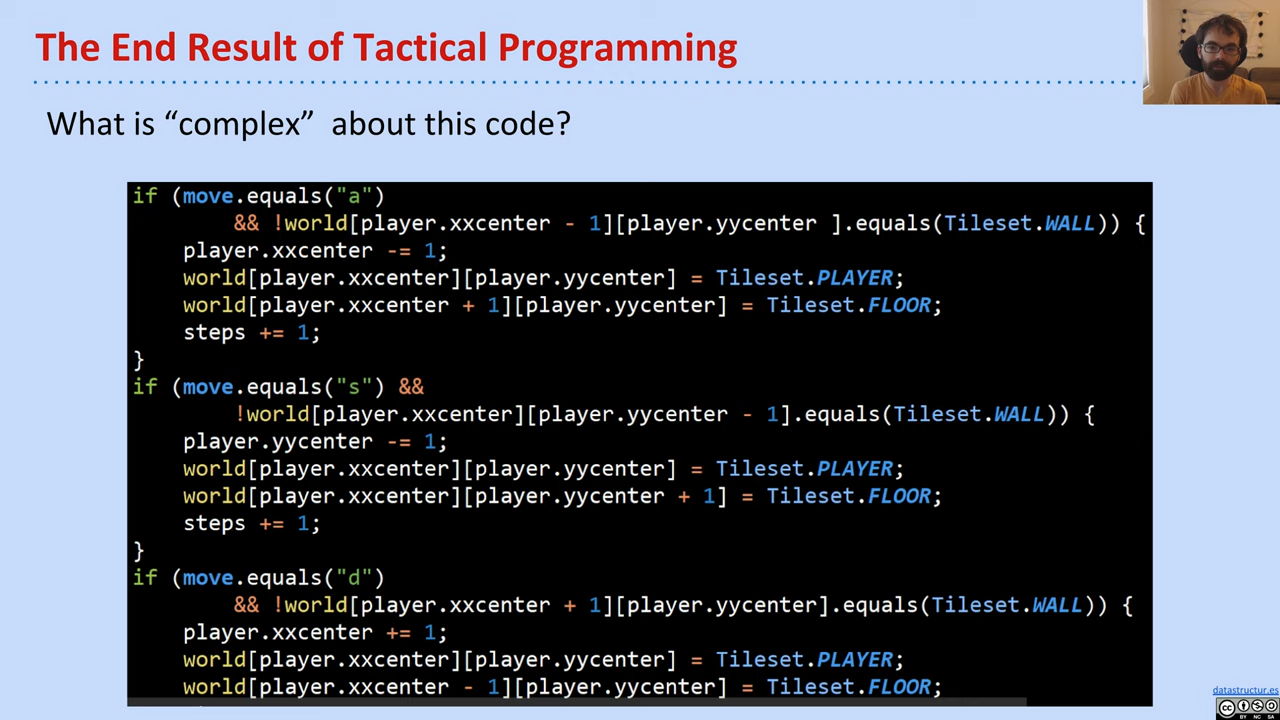 The End Result of Tactical Programming
What is “complex” about this code?
if (move.equals("a")
&& !world[player.xxcenter - 1][player.yycenter ].equals(Tileset.WALL)) {
player.xxcenter -= 1;
world[player.xxcenter][player.yycenter] = Tileset.PLAYER;
world[player.xxcenter + 1][player.yycenter] = Tileset.FLOOR;
steps += 1;
}
if (move.equals("s") &&
!world[player.xxcenter][player.yycenter - 1].equals(Tileset.WALL)) {
player.yycenter -= 1;
world[player.xxcenter][player.yycenter] = Tileset.PLAYER;
world[player.xxcenter][player.yycenter + 1] = Tileset.FLOOR;
steps += 1;
}
if (move.equals("d")
&& !world[player.xxcenter + 1][player.yycenter].equals(Tileset.WALL)) {
player.xxcenter += 1;
world[player.xxcenter][player.yycenter] = Tileset.PLAYER;
world[player.xxcenter - 1][player.yycenter] = Tileset.FLOOR;
datastructur.es
CC
BY NC SA